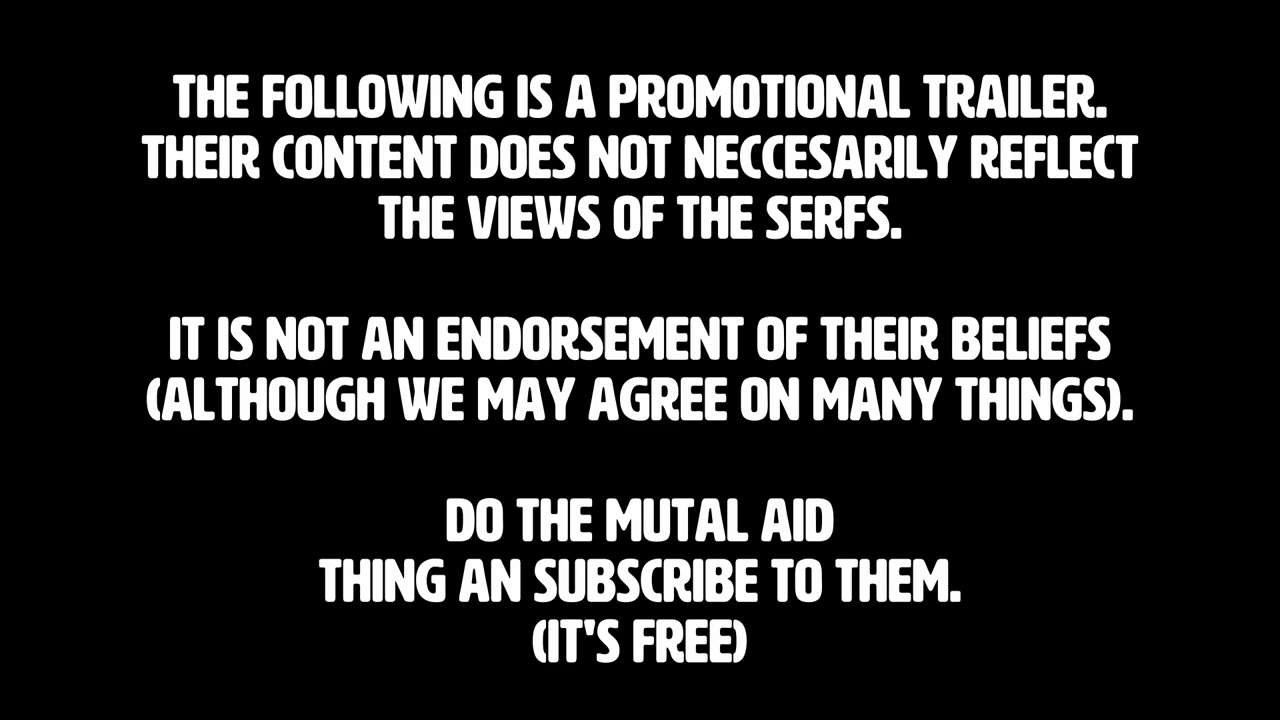 THE FOLLOWING IS A PROMOTIONAL TRAILER.
THEIR CONTENT DOES NOT NECCESARILY REFLECT
THE VIEWS OF THE SERFS.
IT IS NOT AN ENDORSEMENT OF THEIR BELIEFS
(ALTHOUGH WE MAY AGREE ON MANY THINGS).
DO THE MUTAL AID
THING AN SUBSCRIBE TO THEM.
(IT'S FREE)